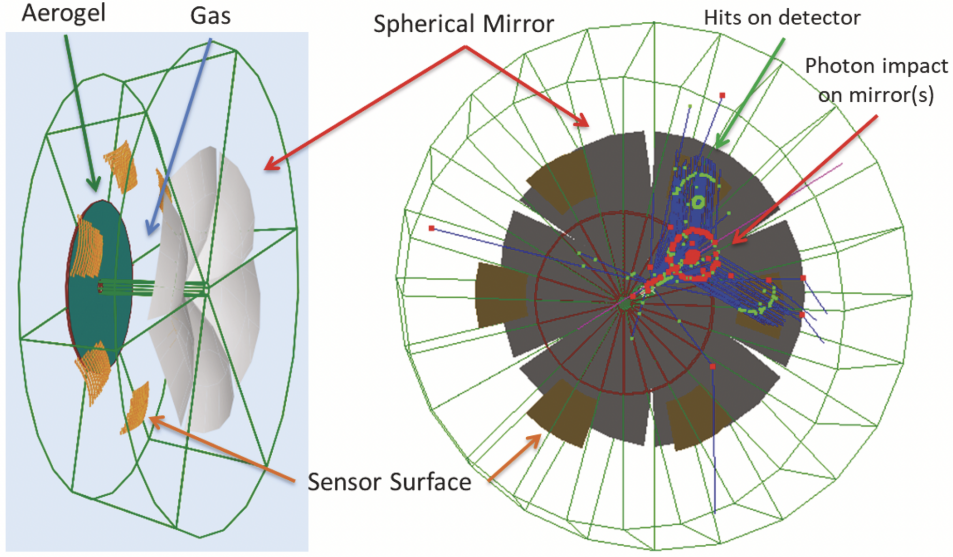 Aerogel
Gas
Spherical Mirror
Hits on detector
Photon impact
on mirror(s)
Sensor Surface